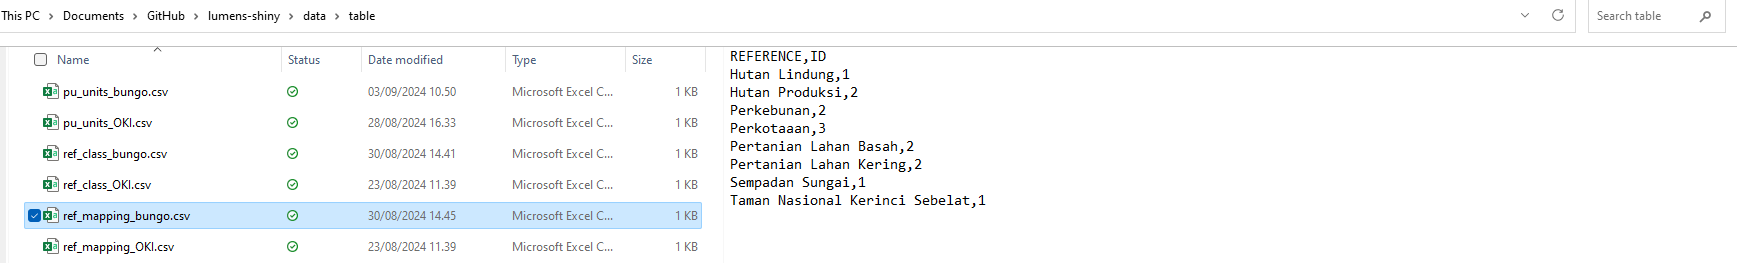 This PC > Documents > GitHub > lumens-shiny > data > table
Search table
Name Status Date modified Type Size
pu_units_bungo.csv 03/09/2024 10.50 Microsoft Excel C... 1 KB
pu_units_OKI.csv 28/08/2024 16.33 Microsoft Excel C... 1 KB
ref_class_bungo.csv 30/08/2024 14.41 Microsoft Excel C... 1 KB
ref_class_OKI.csv 23/08/2024 11.39 Microsoft Excel C... 1 KB
ref_mapping_bungo.csv 30/08/2024 14.45 Microsoft Excel C... 1 KB
ref_mapping_OKI.csv 23/08/2024 11.39 Microsoft Excel C... 1 KB
REFERENCE,ID
Hutan Lindung,1
Hutan Produksi,2
Perkebunan,2
Perkotaaan,3
Pertanian Lahan Basah,2
Pertanian Lahan Kering,2
Sempadan Sungai,1
Taman Nasional Kerinci Sebelat,1